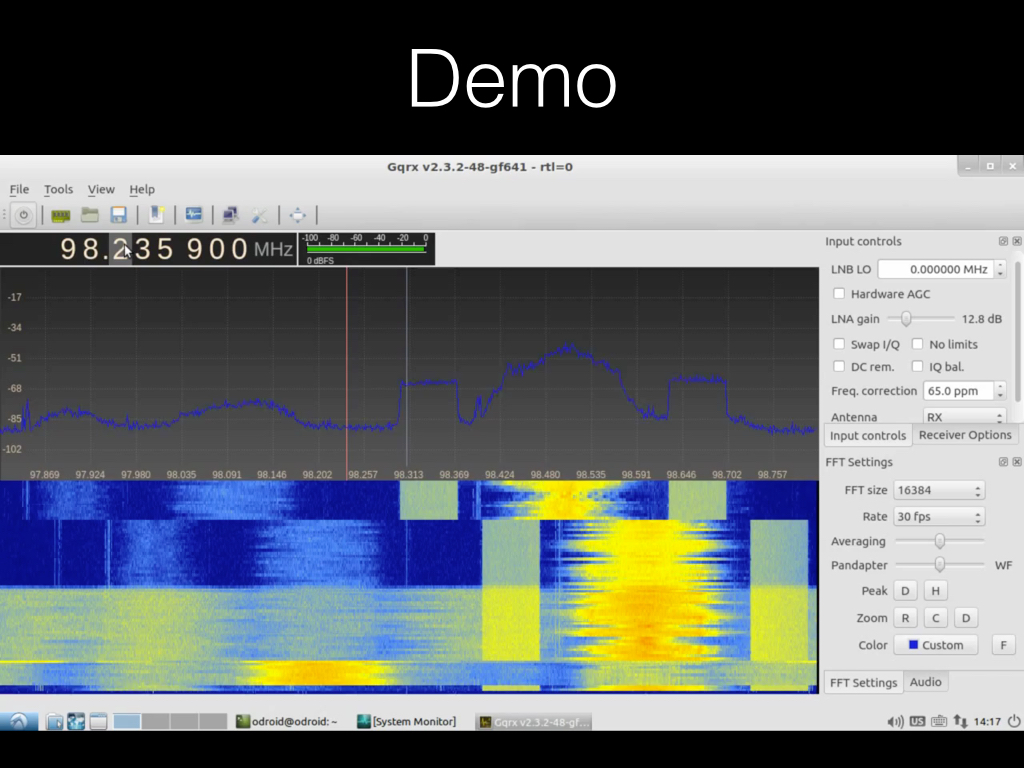 Demo
Gqrx v2.3.2-48-gf641 - rtl=0
File Tools View Help
98.235 900 MHz
-100 -80 -60 -40 -20 0
0 dBFS
Input controls
LNB LO 0.000000 MHz
Hardware AGC
LNA gain 12.8 dB
Swap I/Q No limits
DC rem. IQ bal.
Freq. correction 65.0 ppm
Antenna RX
Input controls Receiver Options
-17
-34
-51
-68
-85
-102
97.869 97.924 97.980 98.035 98.091 98.146 98.202 98.257 98.313 98.369 98.424 98.480 98.535 98.591 98.646 98.702 98.757
FFT Settings
FFT size 16384
Rate 30 fps
Averaging
Pandapter WF
Peak D H
Zoom R C D
Color Custom F
FFT Settings Audio
odroid@odroid: ~ [System Monitor] Gqrx v2.3.2-48-gf... US 14:17